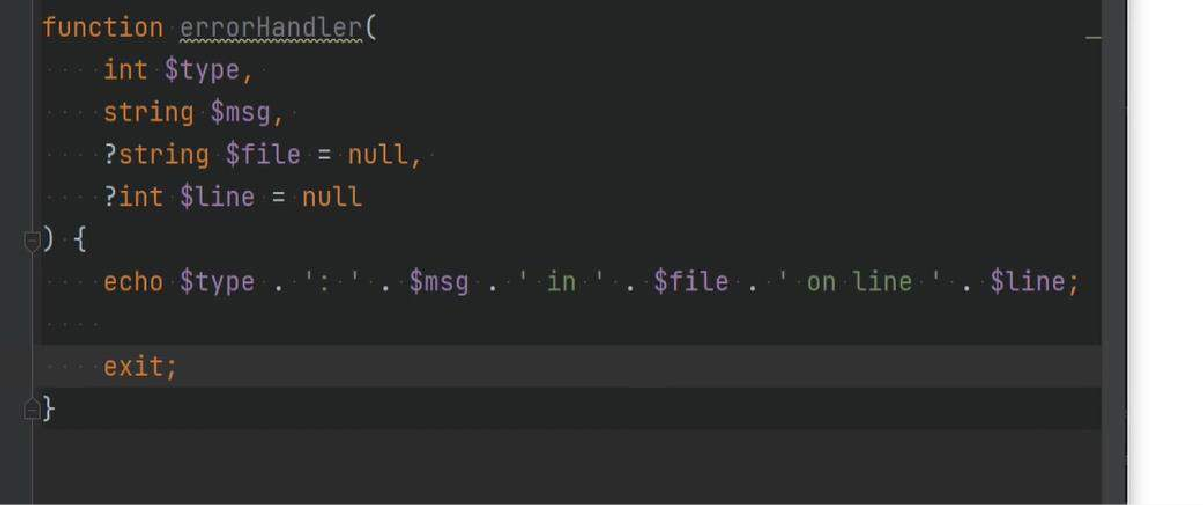 function errorHandler(
    int $type,
    string $msg,
    ?string $file = null,
    ?int $line = null
) {
    echo $type . ': ' . $msg . ' in ' . $file . ' on line ' . $line;
    exit;
}